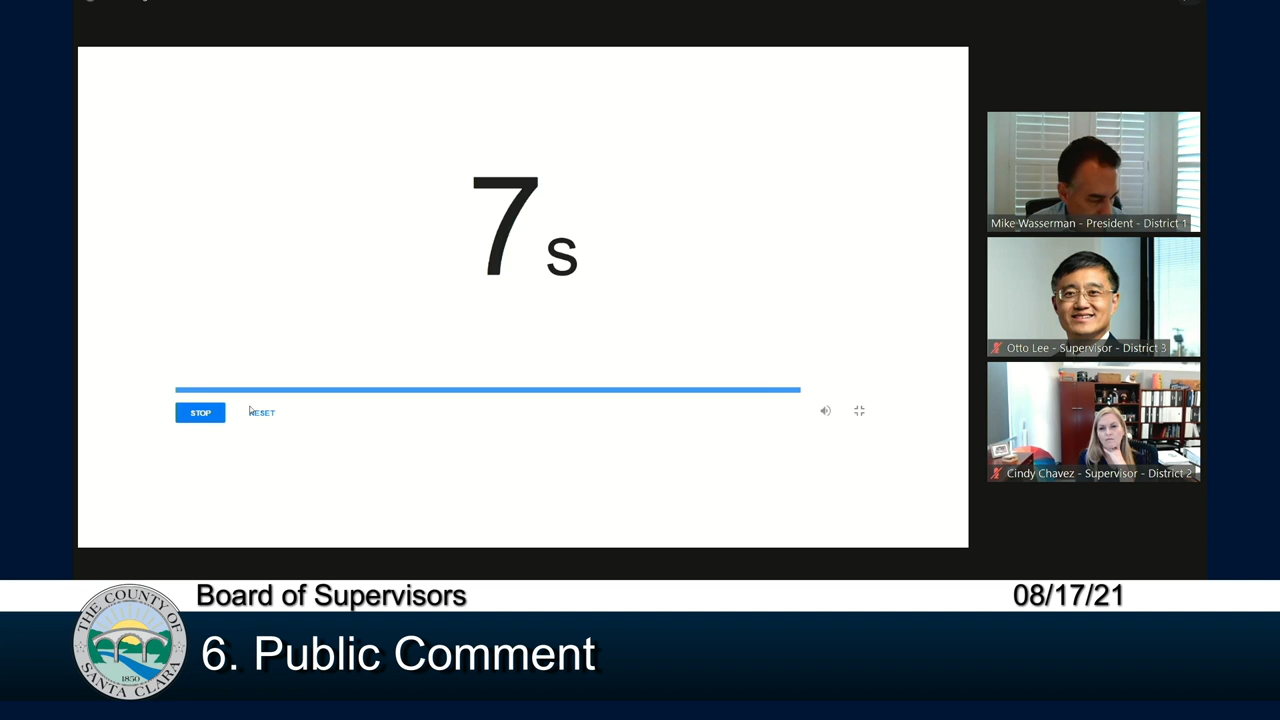 7 s
STOP
RESET
Mike Wasserman - President - District 1
Otto Lee - Supervisor - District 3
Cindy Chavez - Supervisor - District 2
Board of Supervisors
08/17/21
6. Public Comment
THE COUNTY OF
SANTA CLARA
1850